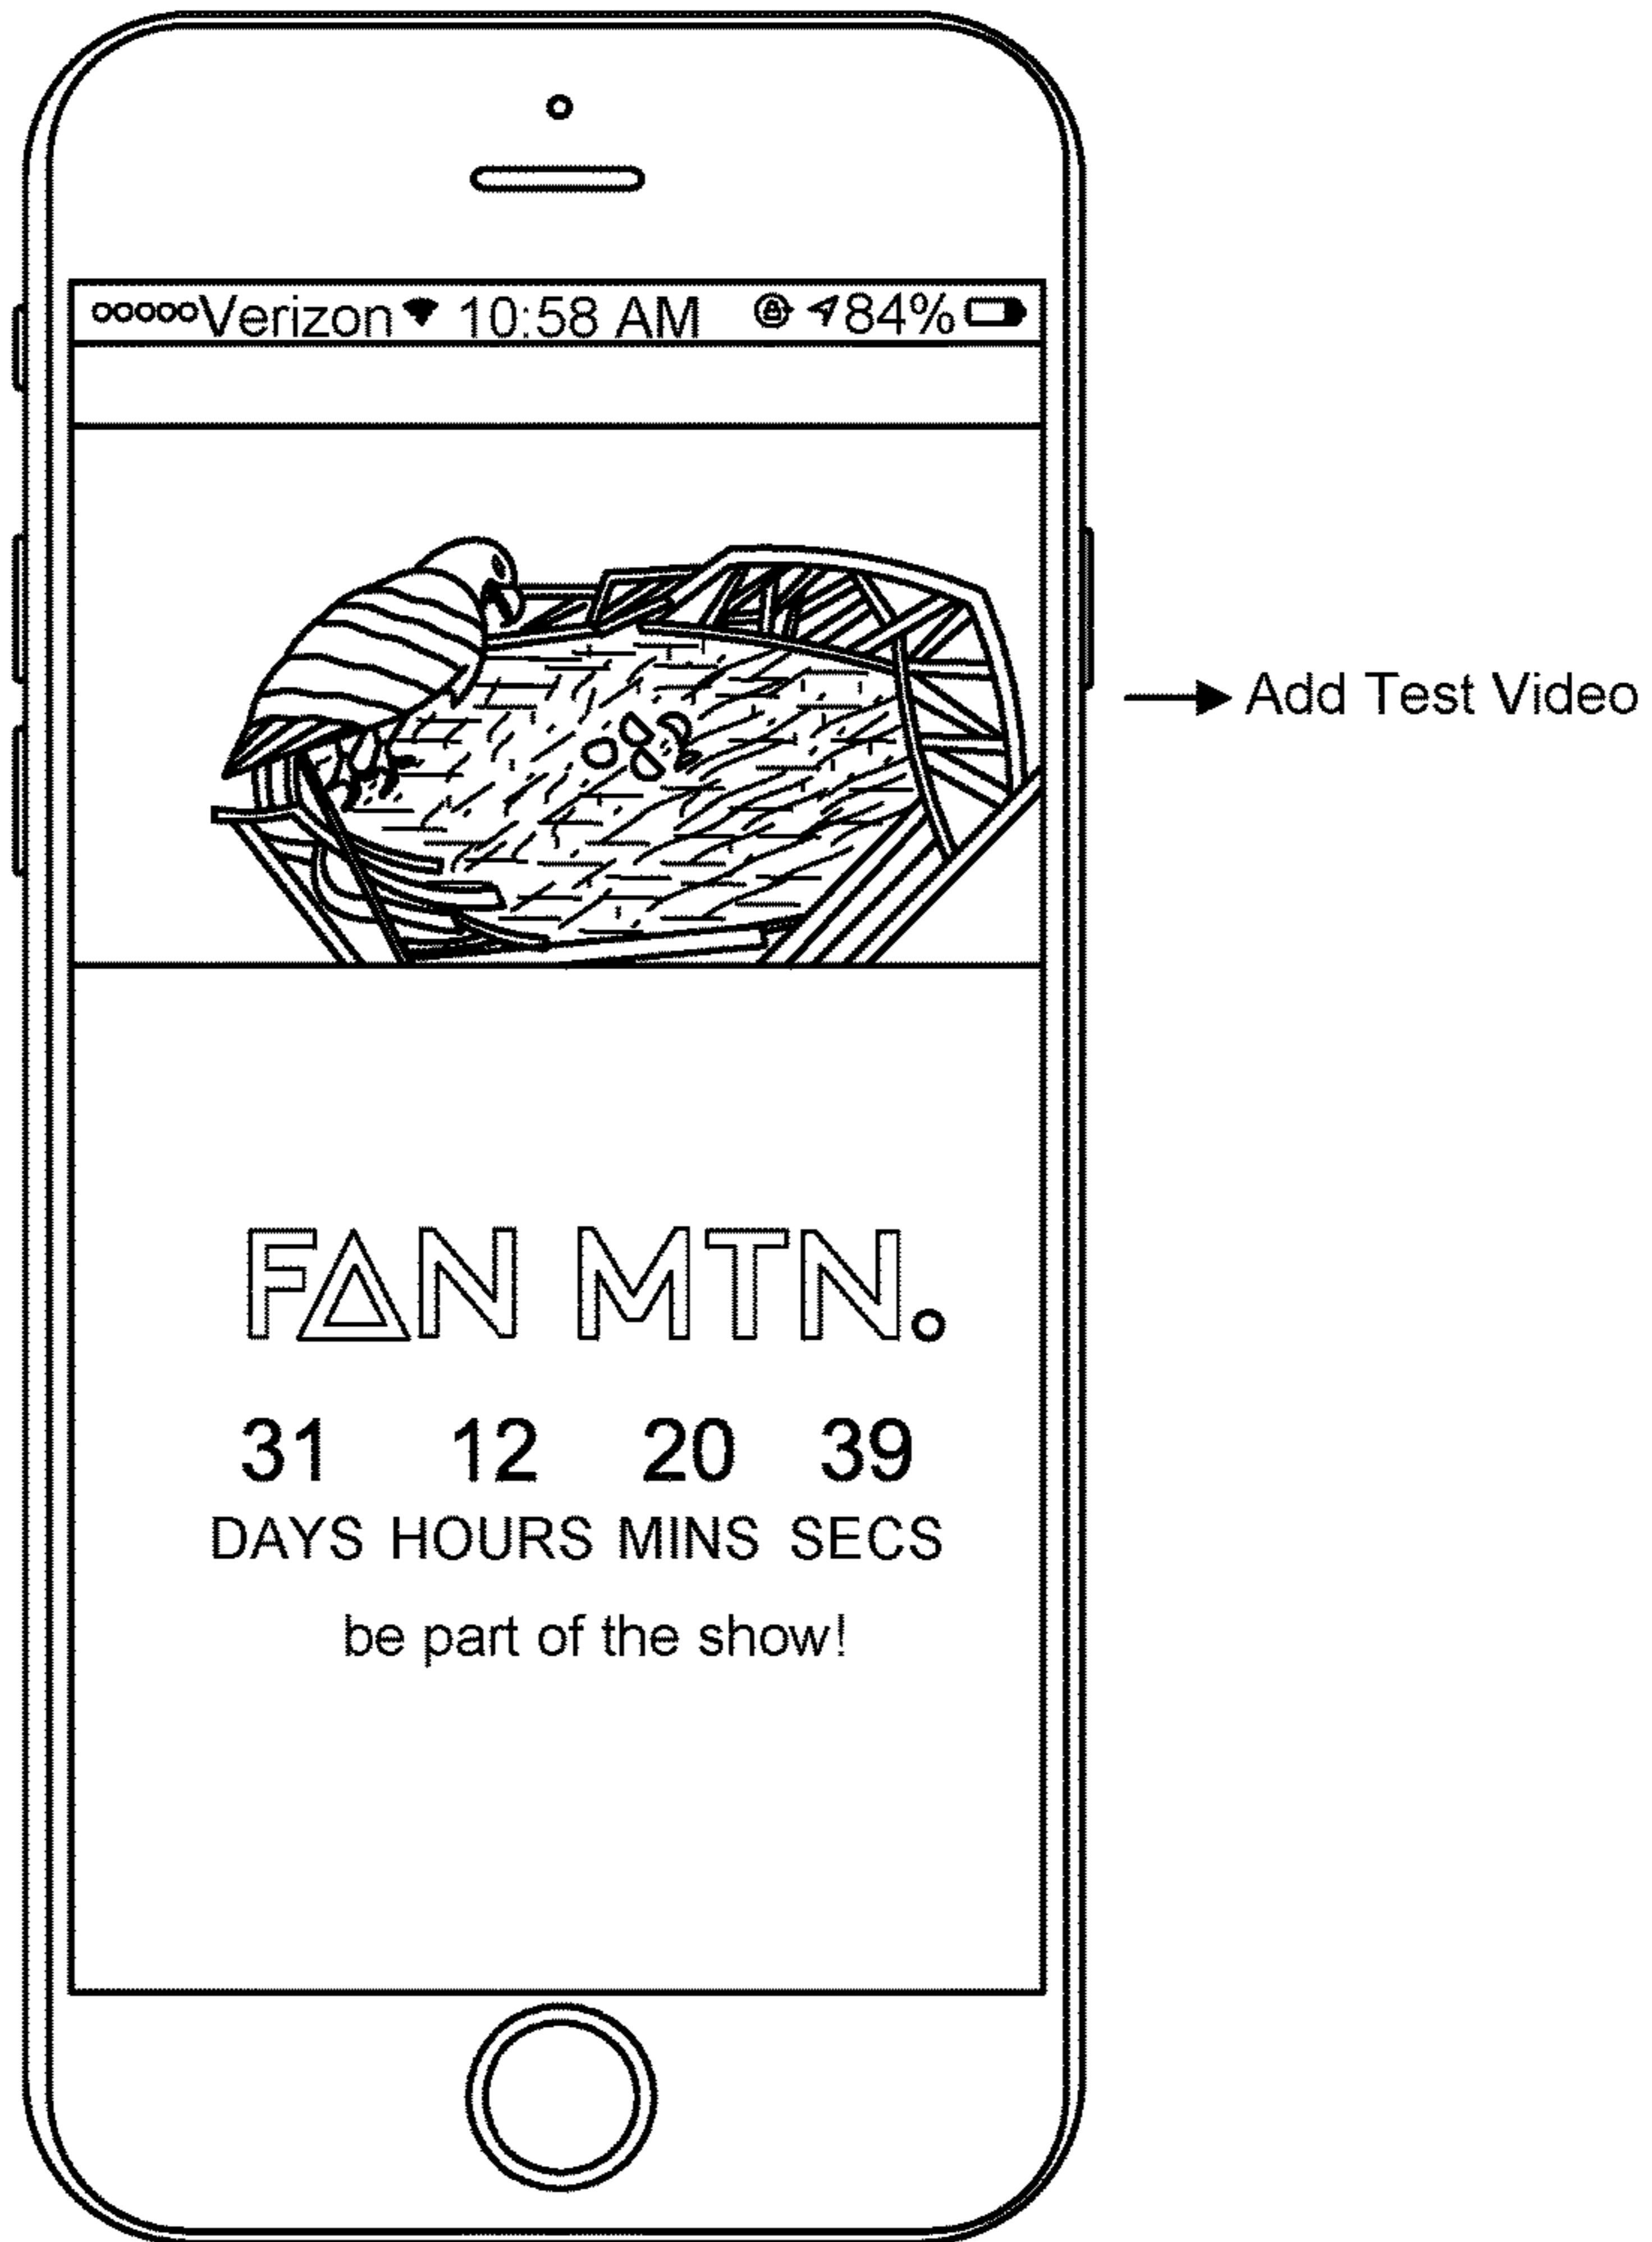 Verizon 10:58 AM 84%
Add Test Video
FAN MTN.
31 12 20 39
DAYS HOURS MINS SECS
be part of the show!